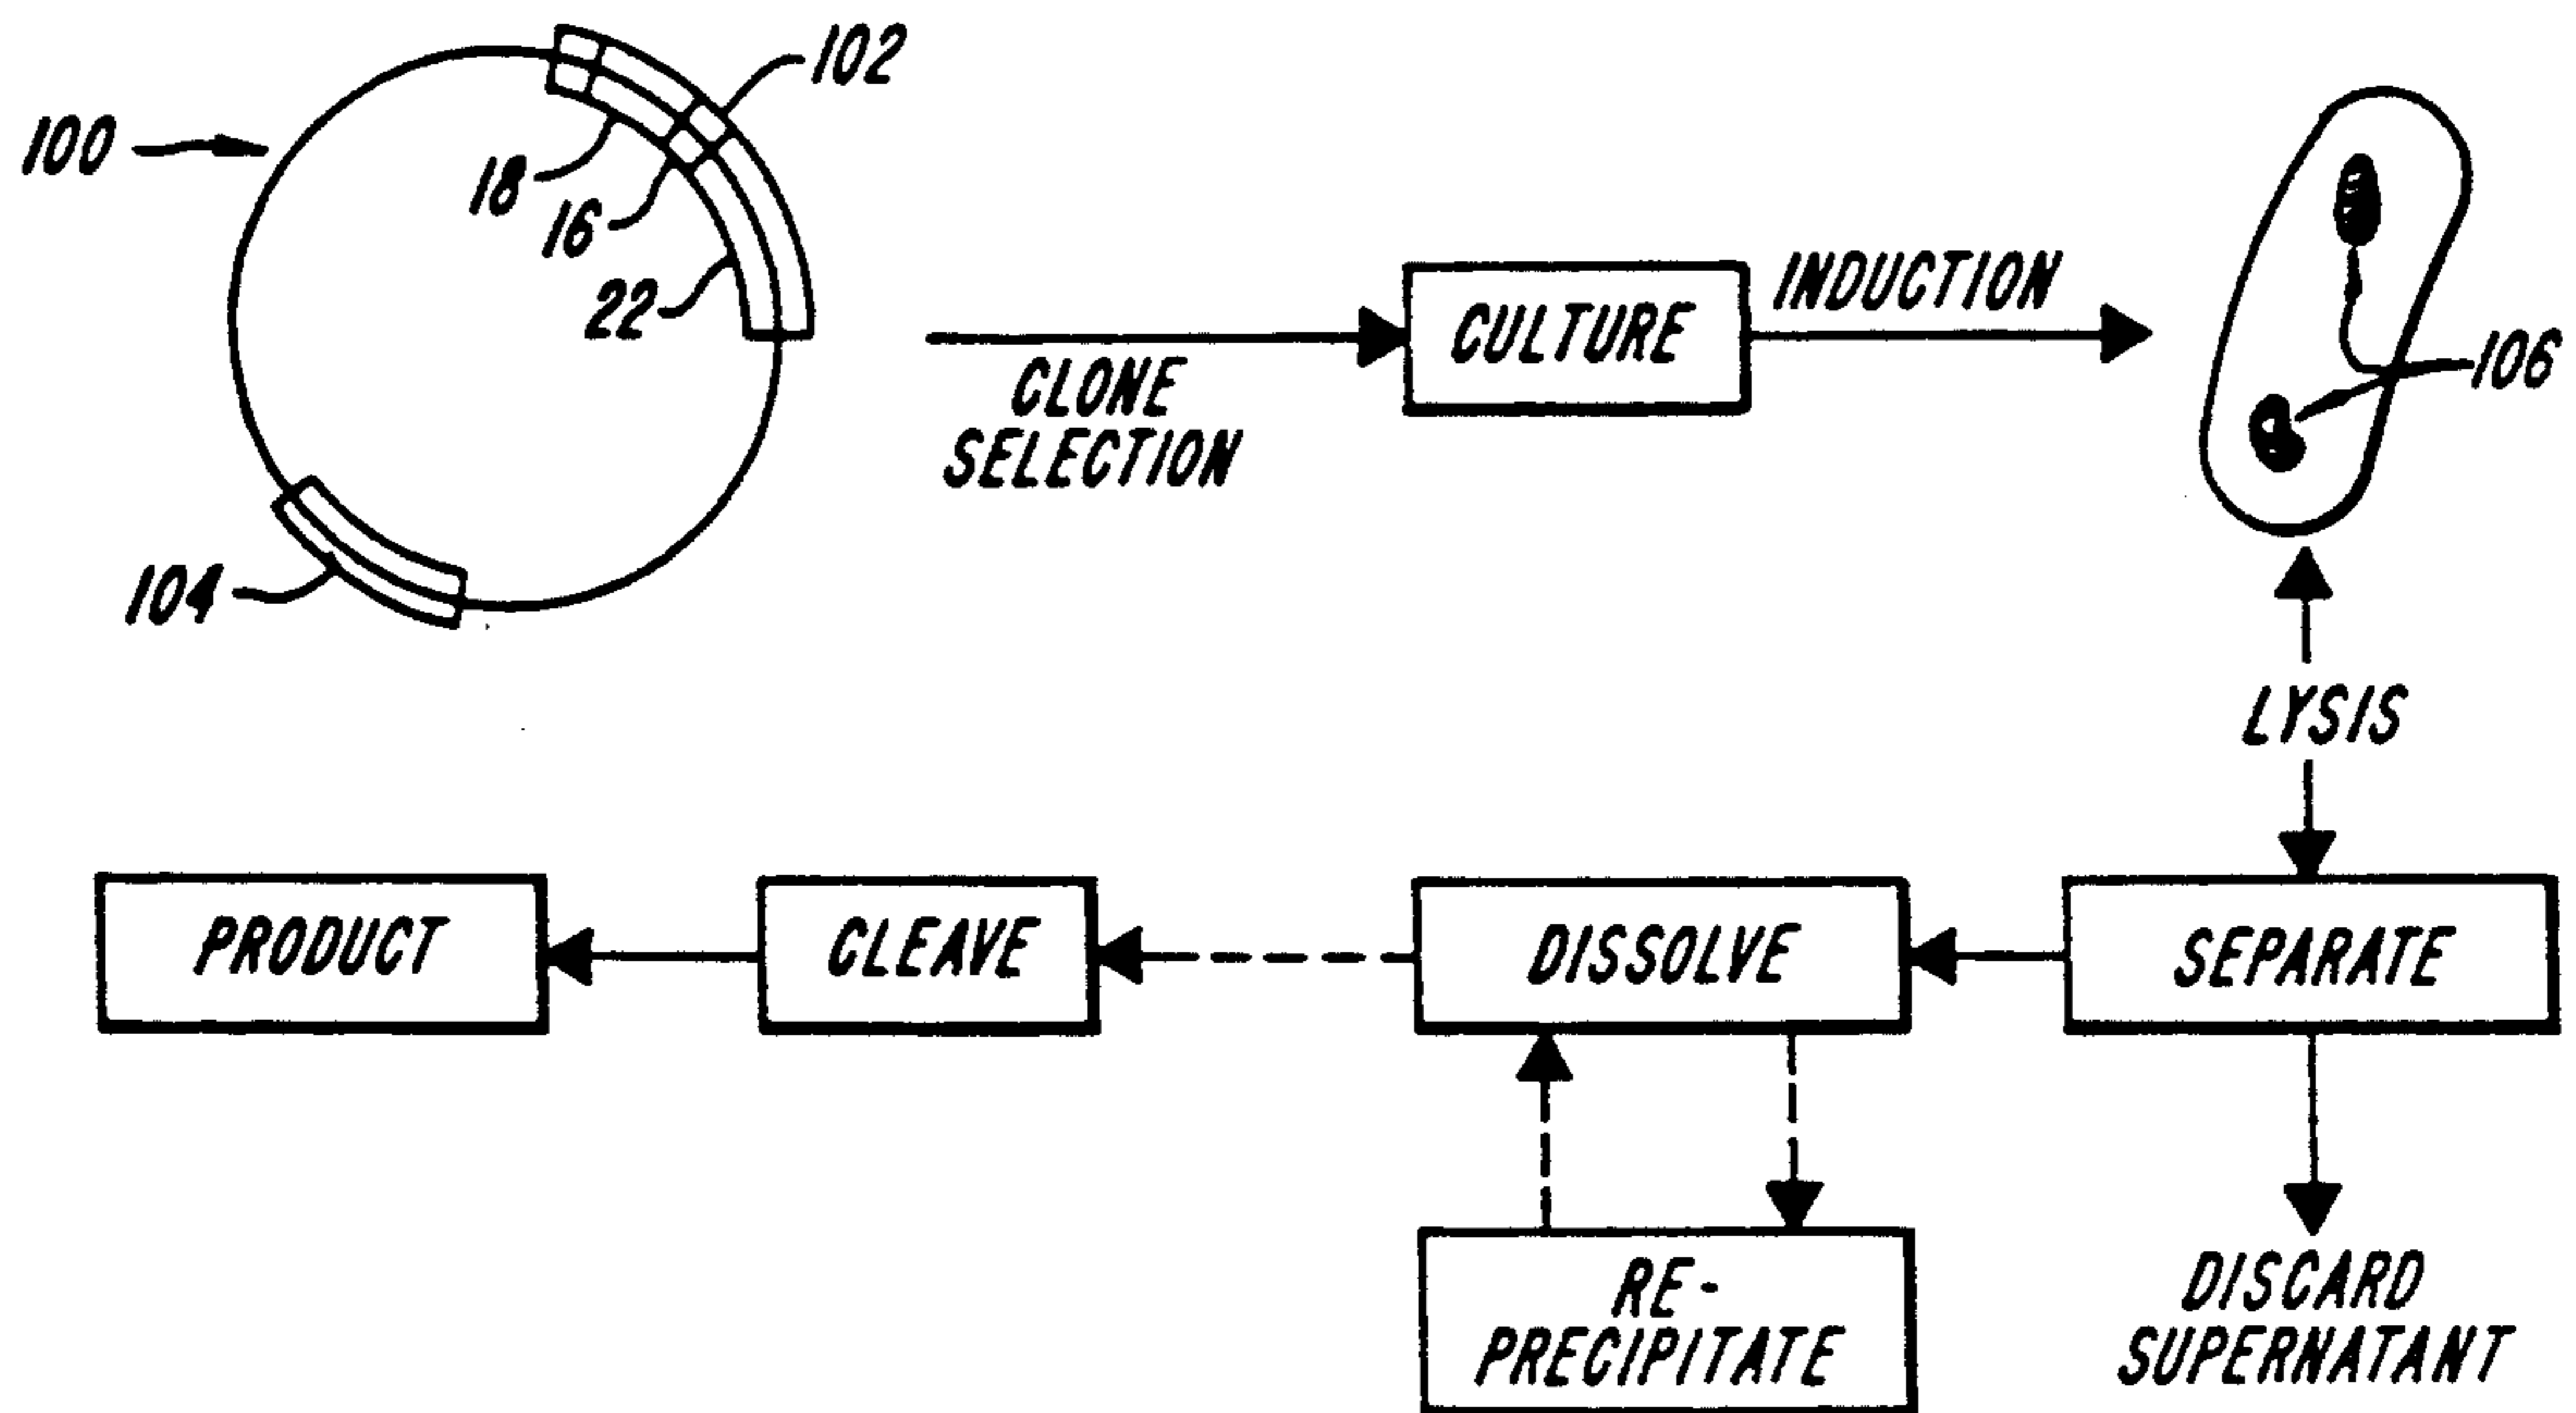 102
100
18
16
22
104
CLONE
SELECTION
CULTURE
INDUCTION
106
LYSIS
PRODUCT
CLEAVE
DISSOLVE
SEPARATE
RE-
PRECIPITATE
DISCARD
SUPERNATANT